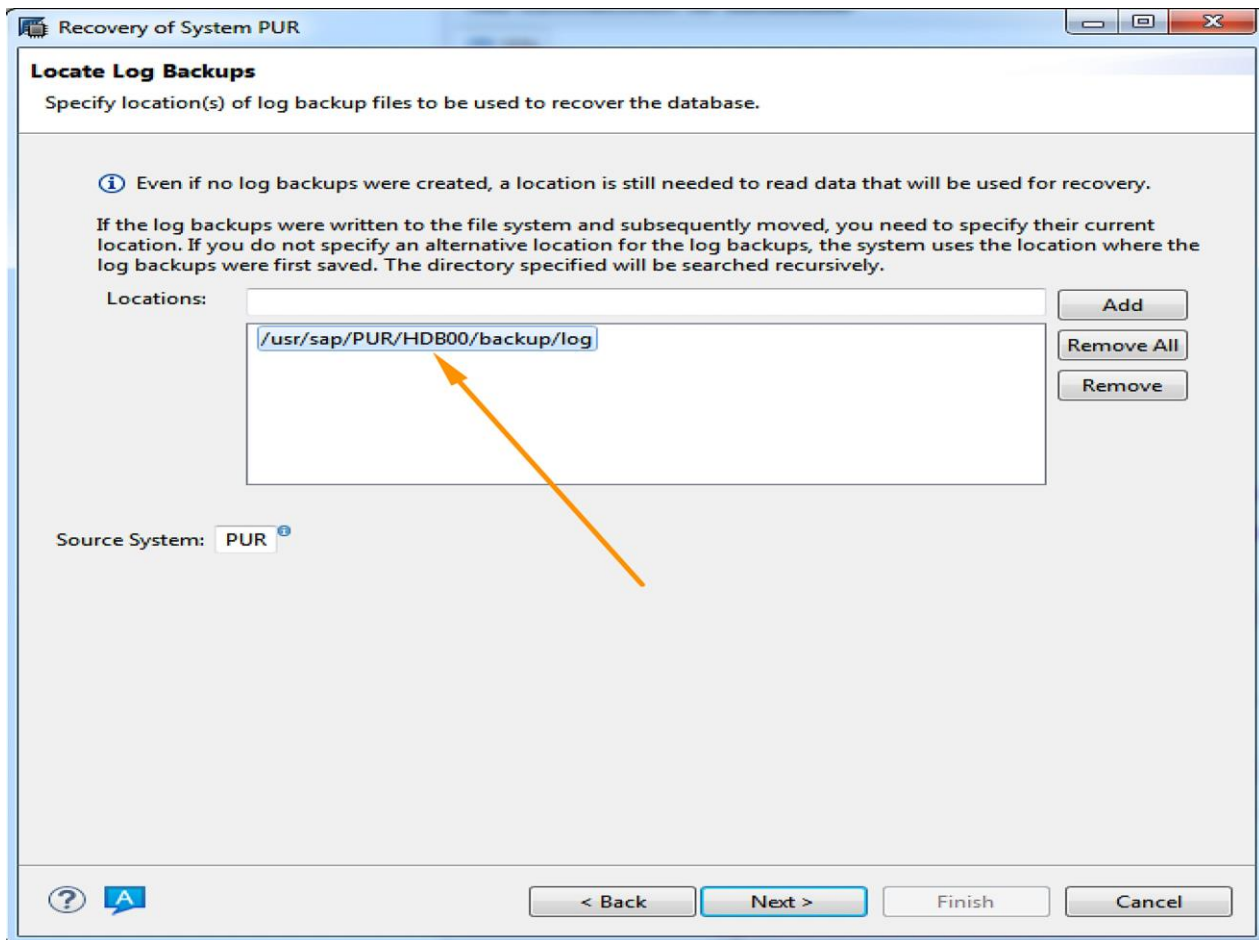 Recovery of System PUR
Locate Log Backups
Specify location(s) of log backup files to be used to recover the database.
Even if no log backups were created, a location is still needed to read data that will be used for recovery.
If the log backups were written to the file system and subsequently moved, you need to specify their current
location. If you do not specify an alternative location for the log backups, the system uses the location where the
log backups were first saved. The directory specified will be searched recursively.
Locations:
Add
/usr/sap/PUR/HDB00/backup/log
Remove All
Remove
Source System: PUR
< Back
Next >
Finish
Cancel